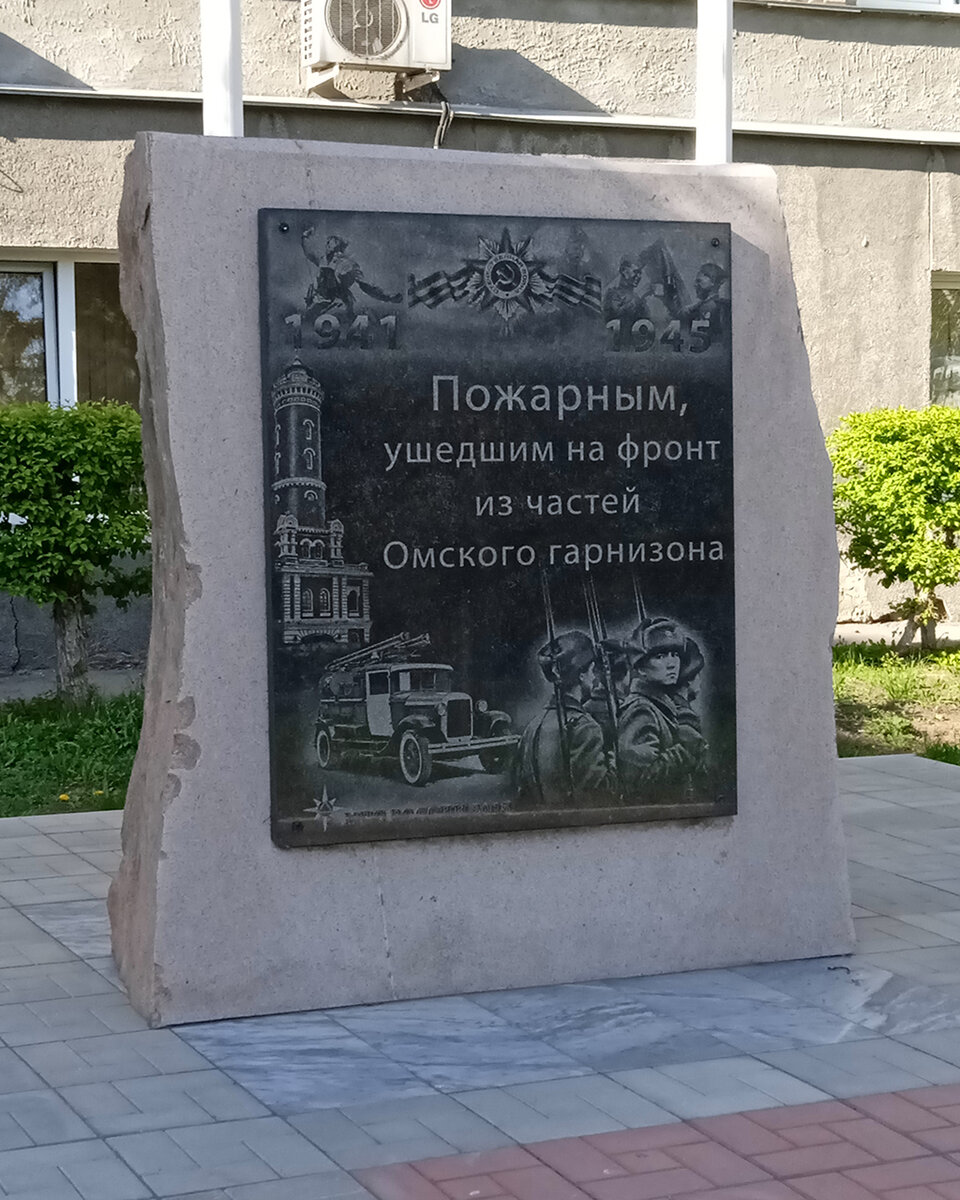 LG
1941
1945
Пожарным,
ушедшим на фронт
из частей
Омского гарнизона